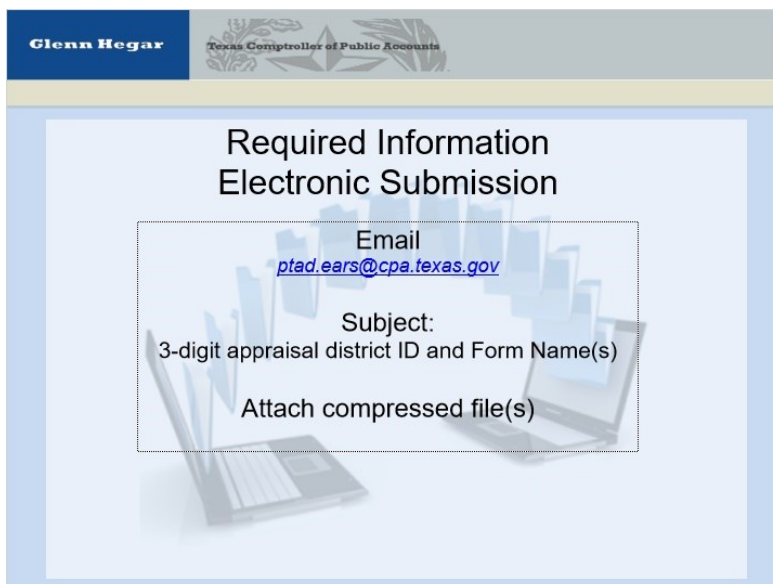 Glenn Hegar
Texas Comptroller of Public Accounts
Required Information
Electronic Submission
Email
ptad.ears@cpa.texas.gov
Subject:
3-digit appraisal district ID and Form Name(s)
Attach compressed file(s)